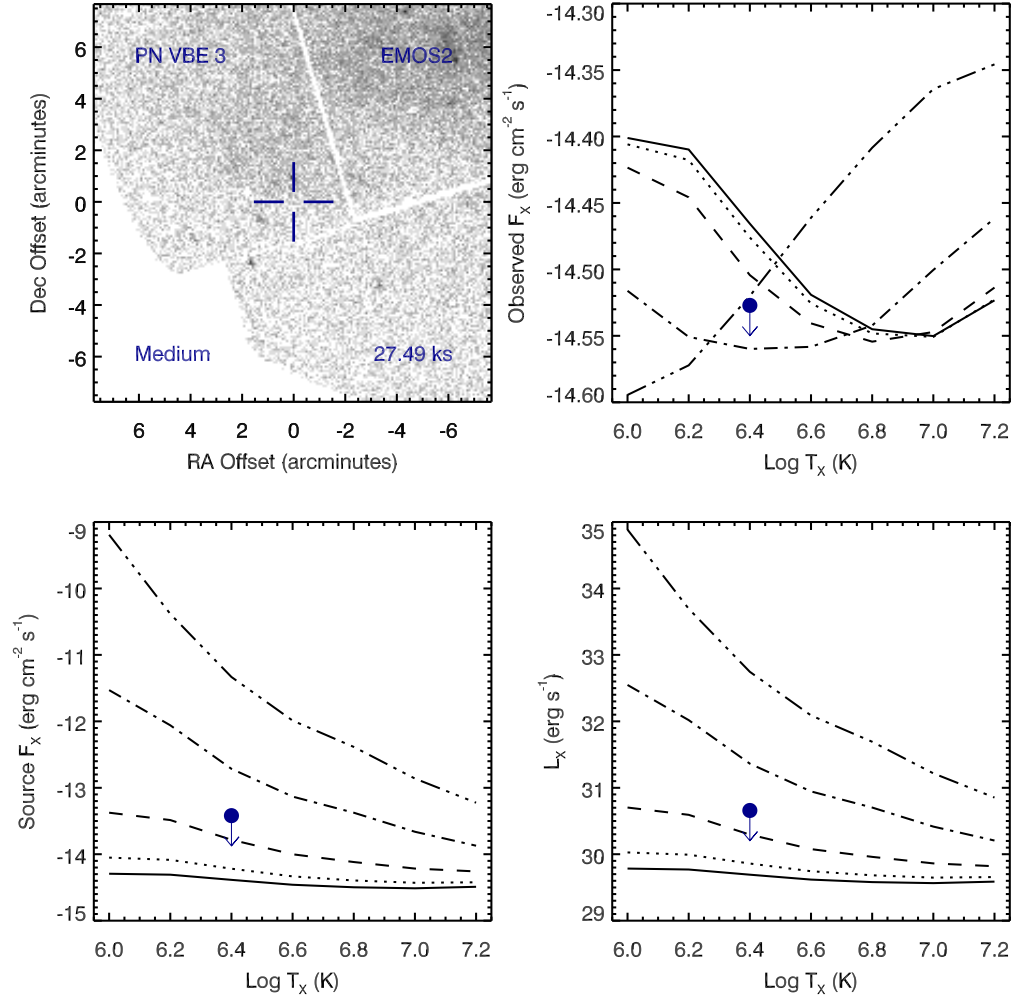 PN VBE 3
EMOS2
Medium
27.49 ks
6
4
2
0
-2
-4
-6
Dec Offset (arcminutes)
6 4 2 0 -2 -4 -6
RA Offset (arcminutes)
-14.30
-14.35
-14.40
-14.45
-14.50
-14.55
-14.60
Observed F_X (erg cm^-2 s^-1)
6.0 6.2 6.4 6.6 6.8 7.0 7.2
Log T_X (K)
-9
-10
-11
-12
-13
-14
-15
Source F_X (erg cm^-2 s^-1)
6.0 6.2 6.4 6.6 6.8 7.0 7.2
Log T_X (K)
35
34
33
32
31
30
29
L_X (erg s^-1)
6.0 6.2 6.4 6.6 6.8 7.0 7.2
Log T_X (K)